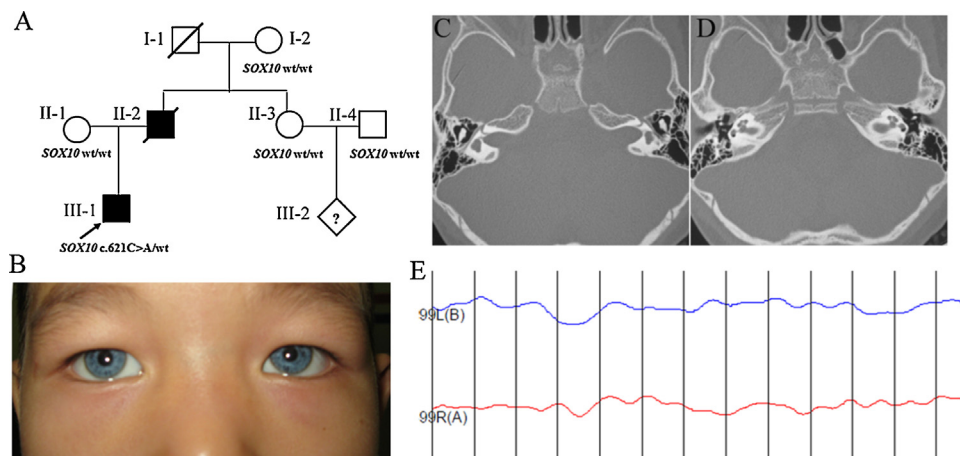 A
I-1
I-2
SOX10 wt/wt
II-1
II-2
II-3
II-4
SOX10 wt/wt
SOX10 wt/wt
SOX10 wt/wt
III-1
III-2
?
SOX10 c.621C>A/wt
B
C
D
E
99L(B)
99R(A)